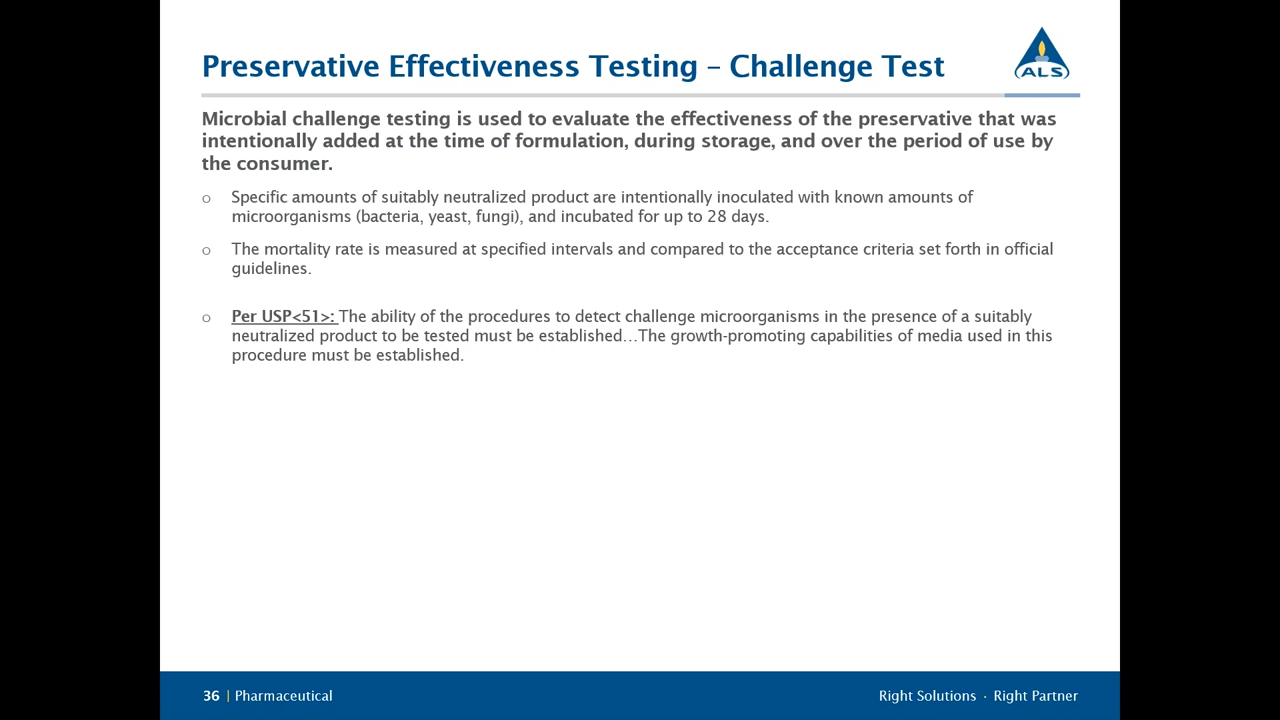 Preservative Effectiveness Testing – Challenge Test
ALS
Microbial challenge testing is used to evaluate the effectiveness of the preservative that was
intentionally added at the time of formulation, during storage, and over the period of use by
the consumer.
o Specific amounts of suitably neutralized product are intentionally inoculated with known amounts of
microorganisms (bacteria, yeast, fungi), and incubated for up to 28 days.
o The mortality rate is measured at specified intervals and compared to the acceptance criteria set forth in official
guidelines.
o Per USP<51>: The ability of the procedures to detect challenge microorganisms in the presence of a suitably
neutralized product to be tested must be established…The growth-promoting capabilities of media used in this
procedure must be established.
36 | Pharmaceutical
Right Solutions · Right Partner